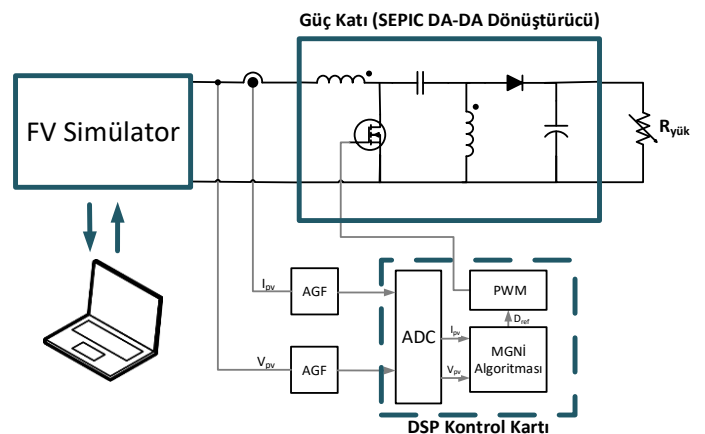 Güç Katı (SEPIC DA-DA Dönüştürücü)
FV Simülator
Ryük
Ipv
AGF
ADC
PWM
Dref
Ipv
MGNİ
Algoritması
Vpv
Vpv
AGF
DSP Kontrol Kartı